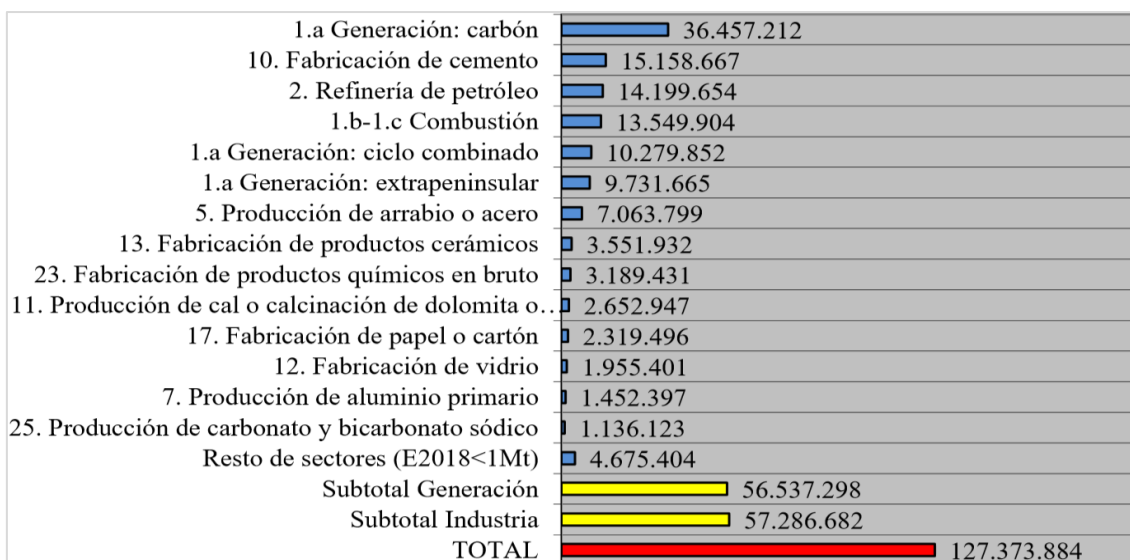 1.a Generación: carbón 36.457.212
10. Fabricación de cemento 15.158.667
2. Refinería de petróleo 14.199.654
1.b-1.c Combustión 13.549.904
1.a Generación: ciclo combinado 10.279.852
1.a Generación: extrapeninsular 9.731.665
5. Producción de arrabio o acero 7.063.799
13. Fabricación de productos cerámicos 3.551.932
23. Fabricación de productos químicos en bruto 3.189.431
11. Producción de cal o calcinación de dolomita o… 2.652.947
17. Fabricación de papel o cartón 2.319.496
12. Fabricación de vidrio 1.955.401
7. Producción de aluminio primario 1.452.397
25. Producción de carbonato y bicarbonato sódico 1.136.123
Resto de sectores (E2018<1Mt) 4.675.404
Subtotal Generación 56.537.298
Subtotal Industria 57.286.682
TOTAL 127.373.884